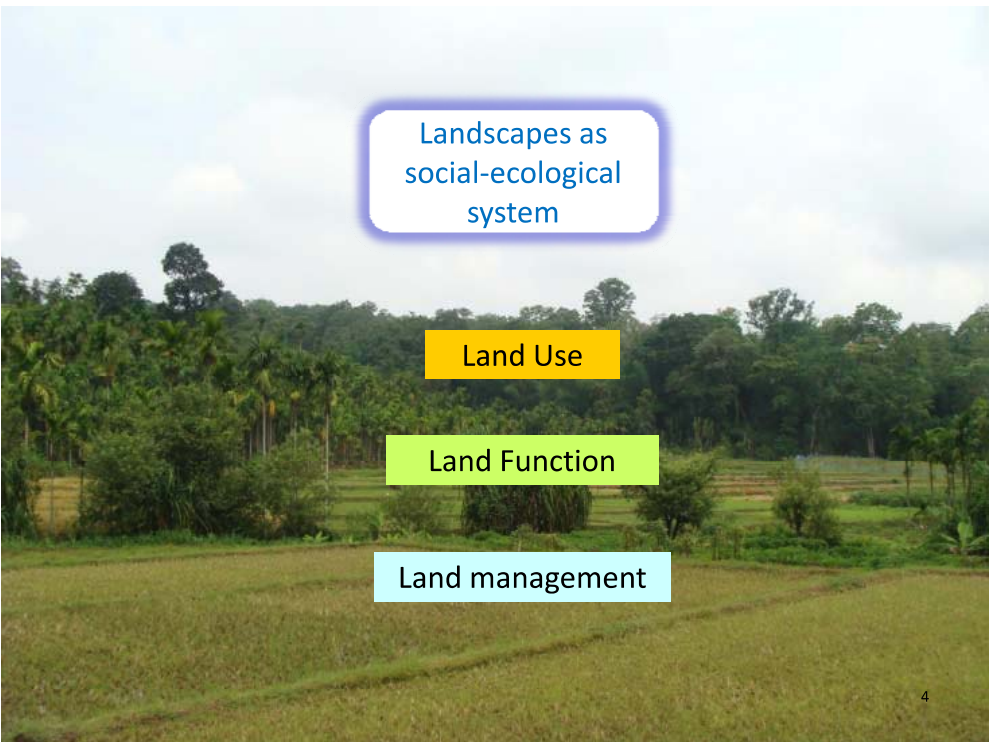 Landscapes as
social-ecological
system
Land Use
Land Function
Land management
4